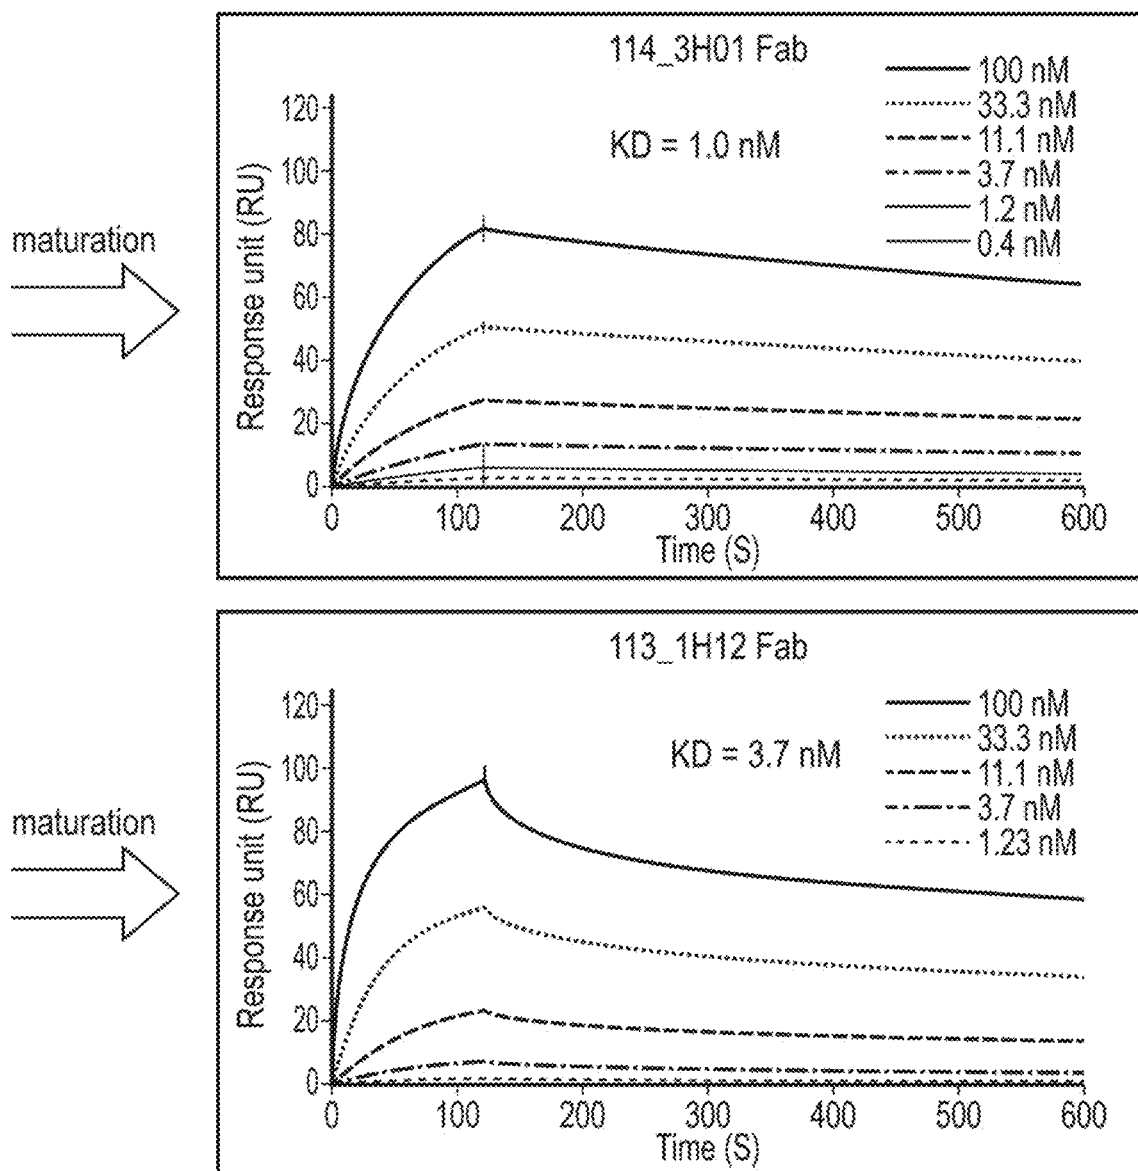 maturation
114_3H01 Fab
KD = 1.0 nM
100 nM
33.3 nM
11.1 nM
3.7 nM
1.2 nM
0.4 nM
Response unit (RU)
120
100
80
60
40
20
0
0 100 200 300 400 500 600
Time (S)
maturation
113_1H12 Fab
KD = 3.7 nM
100 nM
33.3 nM
11.1 nM
3.7 nM
1.23 nM
Response unit (RU)
120
100
80
60
40
20
0
0 100 200 300 400 500 600
Time (S)